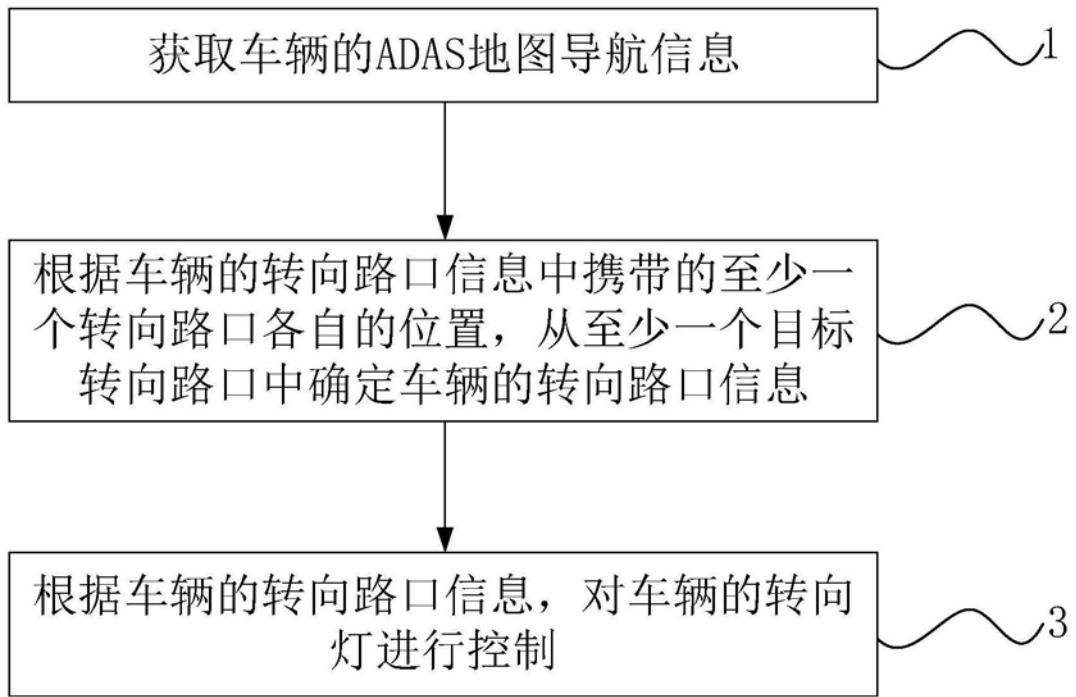 获取车辆的ADAS地图导航信息
1
根据车辆的转向路口信息中携带的至少一
个转向路口各自的位置，从至少一个目标
转向路口中确定车辆的转向路口信息
2
根据车辆的转向路口信息，对车辆的转向
灯进行控制
3